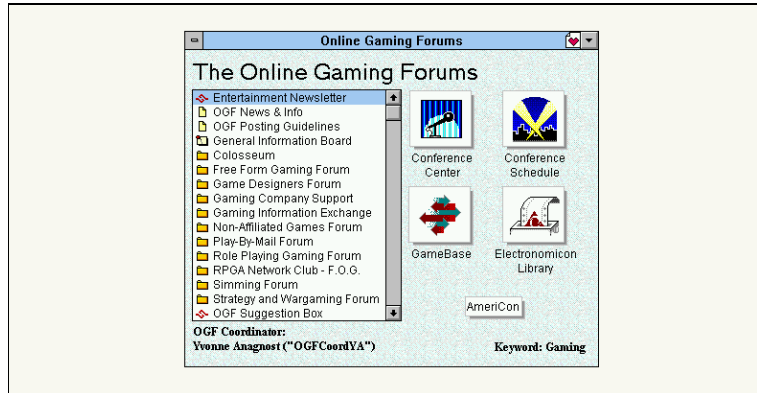 Online Gaming Forums
The Online Gaming Forums
Entertainment Newsletter
OGF News & Info
OGF Posting Guidelines
General Information Board
Colosseum
Free Form Gaming Forum
Game Designers Forum
Gaming Company Support
Gaming Information Exchange
Non-Affiliated Games Forum
Play-By-Mail Forum
Role Playing Gaming Forum
RPGA Network Club - F.O.G.
Simming Forum
Strategy and Wargaming Forum
OGF Suggestion Box
Conference
Center
Conference
Schedule
GameBase
Electronomicon
Library
AmeriCon
OGF Coordinator:
Yvonne Anagnost ("OGFCoordYA")
Keyword: Gaming